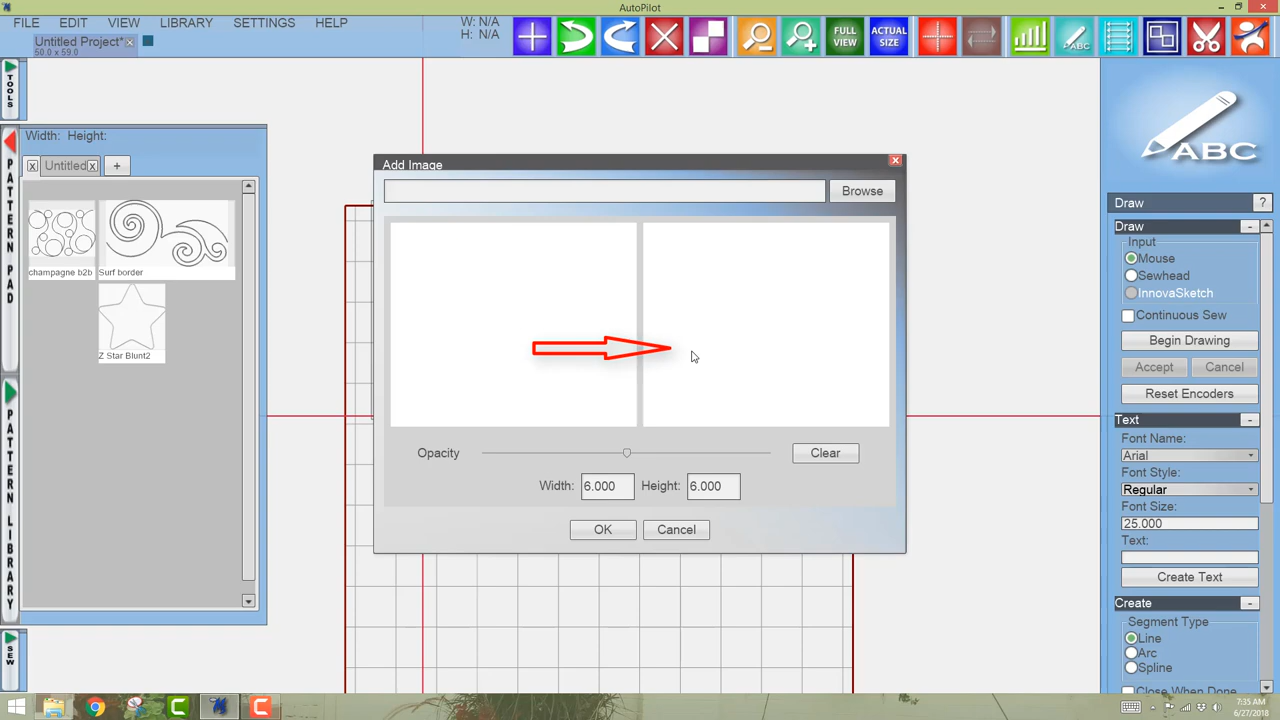 AutoPilot
FILE EDIT VIEW LIBRARY SETTINGS HELP
W: N/A
H: N/A
FULL VIEW
ACTUAL SIZE
ABC
Untitled Project* x
50.0 x 59.0
TOOLS
Width: Height:
x Untitled x +
PATTERN PAD
champagne b2b
Surf border
Z Star Blunt2
PATTERN LIBRARY
SEW
Add Image
Browse
Opacity
Clear
Width: 6.000 Height: 6.000
OK Cancel
ABC
Draw ?
Draw -
Input
Mouse
Sewhead
InnovaSketch
Continuous Sew
Begin Drawing
Accept Cancel
Reset Encoders
Text -
Font Name:
Arial
Font Style:
Regular
Font Size:
25.000
Text:
Create Text
Create -
Segment Type
Line
Arc
Spline
Close When Done
7:35 AM
6/27/2018